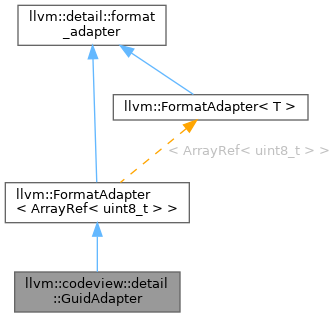 llvm::detail::format
_adapter
llvm::FormatAdapter< T >
< ArrayRef< uint8_t > >
llvm::FormatAdapter
< ArrayRef< uint8_t > >
llvm::codeview::detail
::GuidAdapter